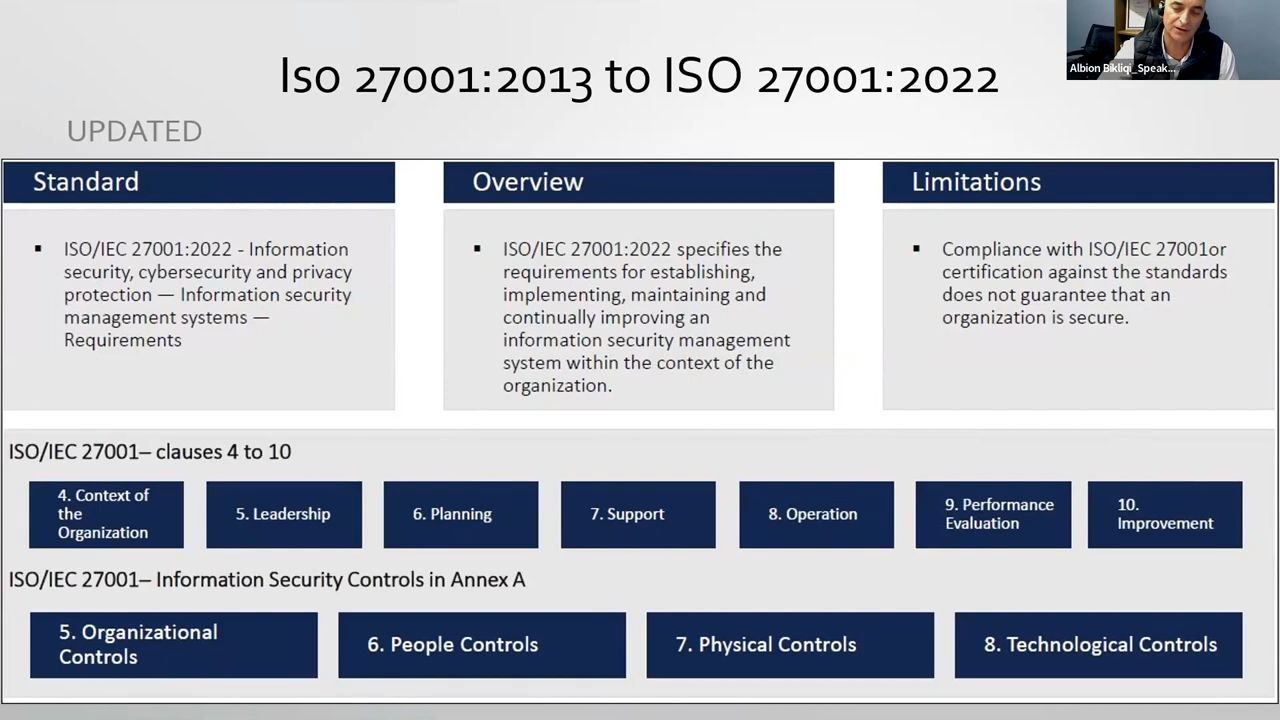 Iso 27001:2013 to ISO 27001:2022
Albion Bikliqi_Speak...
UPDATED
Standard
▪ ISO/IEC 27001:2022 - Information
security, cybersecurity and privacy
protection — Information security
management systems —
Requirements
Overview
▪ ISO/IEC 27001:2022 specifies the
requirements for establishing,
implementing, maintaining and
continually improving an
information security management
system within the context of the
organization.
Limitations
▪ Compliance with ISO/IEC 27001or
certification against the standards
does not guarantee that an
organization is secure.
ISO/IEC 27001– clauses 4 to 10
4. Context of
the
Organization
5. Leadership
6. Planning
7. Support
8. Operation
9. Performance
Evaluation
10.
Improvement
ISO/IEC 27001– Information Security Controls in Annex A
5. Organizational
Controls
6. People Controls
7. Physical Controls
8. Technological Controls